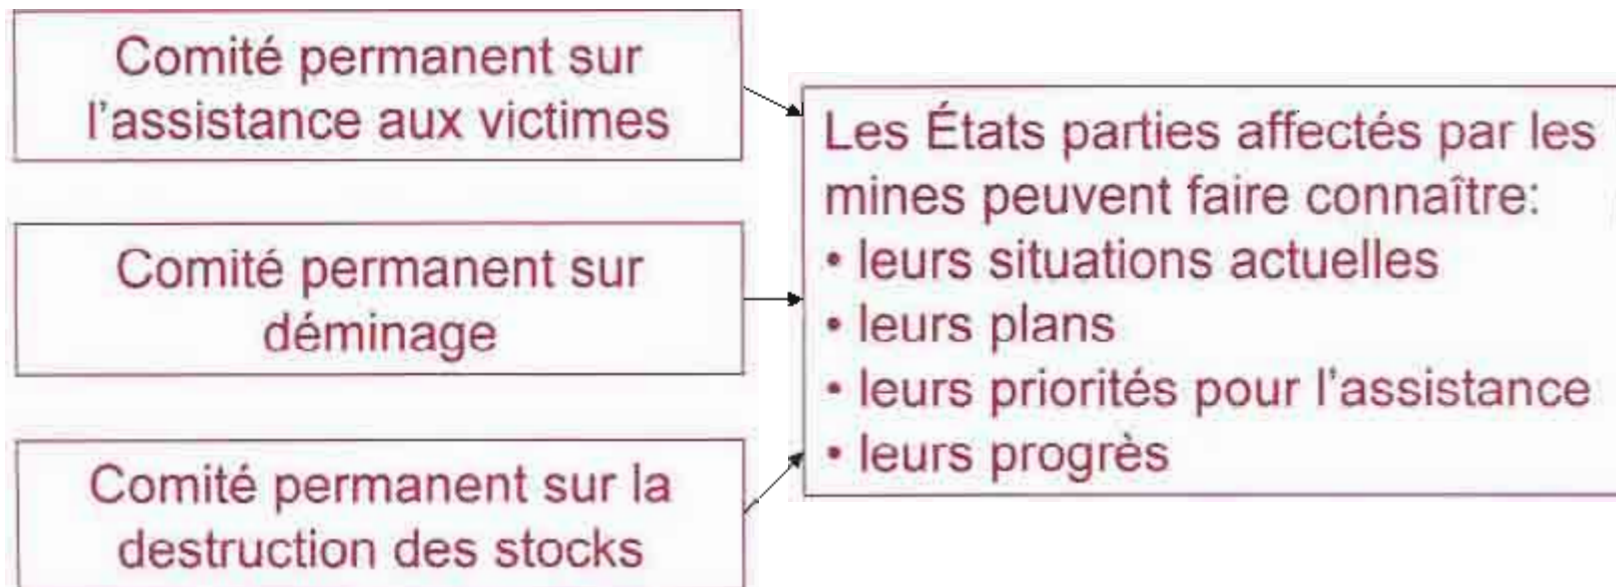 Comité permanent sur
l'assistance aux victimes
Comité permanent sur
déminage
Comité permanent sur la
destruction des stocks
Les États parties affectés par les
mines peuvent faire connaître:
• leurs situations actuelles
• leurs plans
• leurs priorités pour l'assistance
• leurs progrès